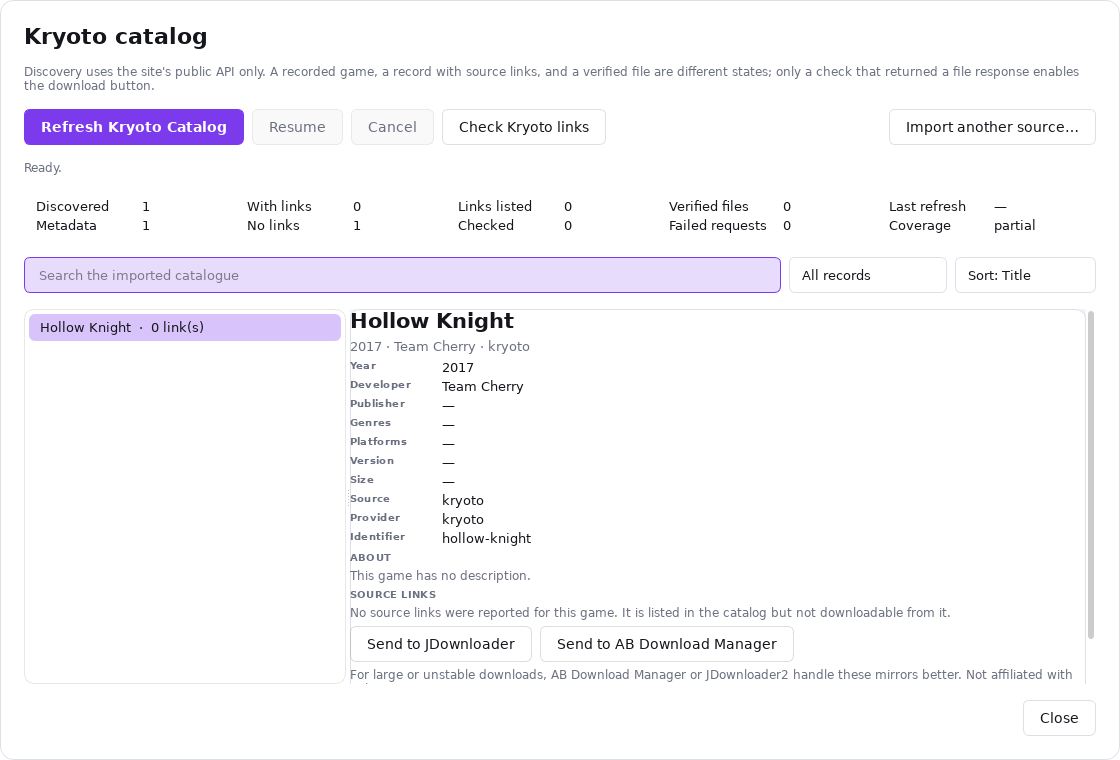 Kryoto catalog
Discovery uses the site's public API only. A recorded game, a record with source links, and a verified file are different states; only a check that returned a file response enables
the download button.
Refresh Kryoto Catalog Resume Cancel Check Kryoto links Import another source...
Ready.
Discovered 1 With links 0 Links listed 0 Verified files 0 Last refresh —
Metadata 1 No links 1 Checked 0 Failed requests 0 Coverage partial
Search the imported catalogue All records Sort: Title
Hollow Knight · 0 link(s)
Hollow Knight
2017 · Team Cherry · kryoto
Year 2017
Developer Team Cherry
Publisher —
Genres —
Platforms —
Version —
Size —
Source kryoto
Provider kryoto
Identifier hollow-knight
ABOUT
This game has no description.
SOURCE LINKS
No source links were reported for this game. It is listed in the catalog but not downloadable from it.
Send to JDownloader Send to AB Download Manager
For large or unstable downloads, AB Download Manager or JDownloader2 handle these mirrors better. Not affiliated with
Close